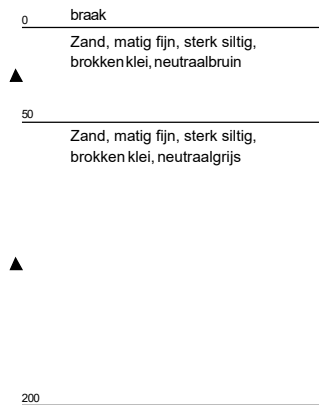 0 braak
Zand, matig fijn, sterk siltig,
brokken klei, neutraalbruin
50
Zand, matig fijn, sterk siltig,
brokken klei, neutraalgrijs
200